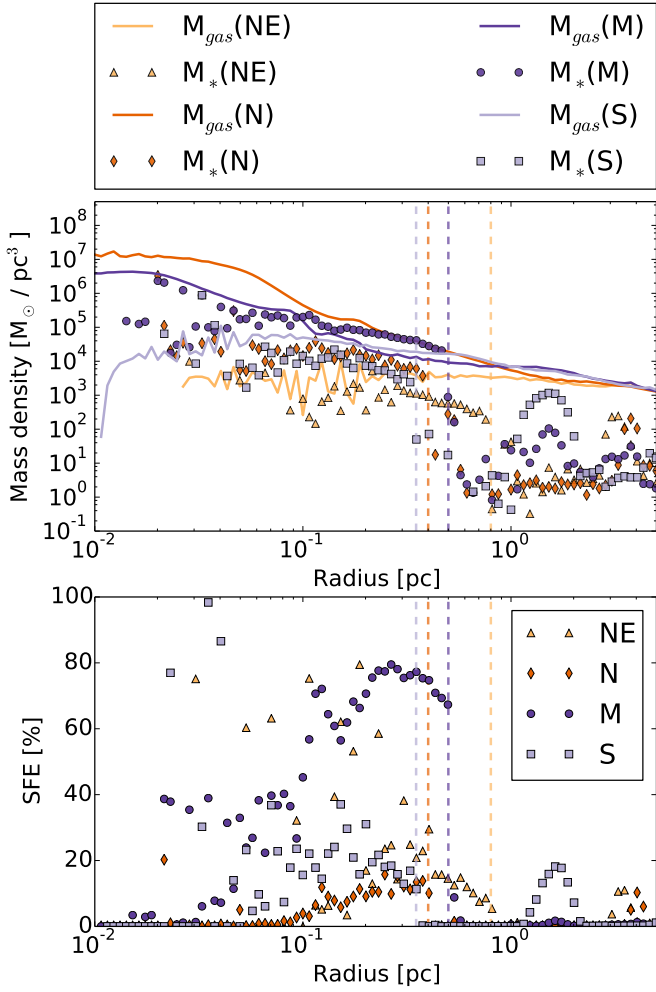 M_gas(NE)
M_*(NE)
M_gas(N)
M_*(N)
M_gas(M)
M_*(M)
M_gas(S)
M_*(S)
Mass density [M_⊙ / pc^3]
10^8
10^7
10^6
10^5
10^4
10^3
10^2
10^1
10^0
10^-1
10^-2
10^-1
10^0
Radius [pc]
SFE [%]
100
80
60
40
20
0
NE
N
M
S
10^-2
10^-1
10^0
Radius [pc]